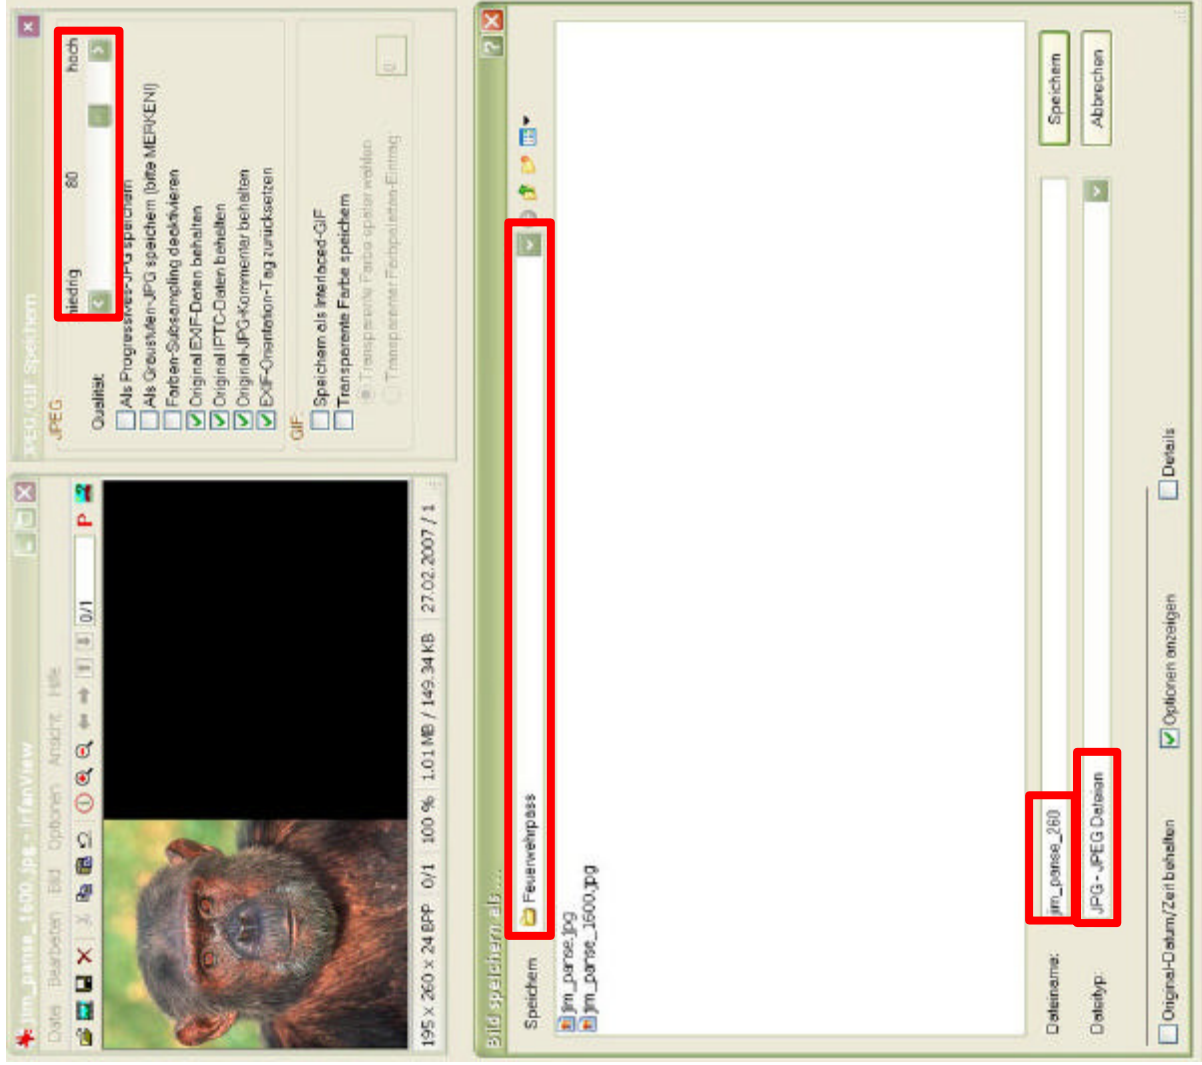 jim_panse_1600.jpg - IrfanView
Datei Bearbeiten Bild Optionen Ansicht Hilfe
0/1
195 x 260 x 24 BPP 0/1 100 % 1.01 MB / 149.34 KB 27.02.2007 / 1
JPEG/GIF Speichern
JPEG
niedrig 80 hoch
Qualität:
Als Progressives-JPG speichern
Als Graustufen-JPG speichern (bitte MERKEN!)
Farben-Subsampling deaktivieren
Original EXIF-Daten behalten
Original IPTC-Daten behalten
Original-JPG-Kommentar behalten
EXIF-Orientation-Tag zurücksetzen
GIF:
Speichern als Interlaced-GIF
Transparente Farbe speichern
Transparente Farbe später wählen
Transparenter Farbpaletten-Eintrag
0
Bild speichern als ...
Speichern Feuerwehrpass
jim_panse.jpg
jim_panse_1600.jpg
Dateiname: jim_panse_260 Speichern
Dateityp: JPG - JPEG Dateien Abbrechen
Original-Datum/Zeit behalten Optionen anzeigen Details